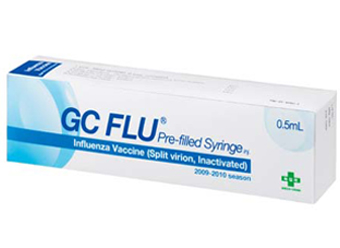 GC FLU® Pre-filled Syringe
0.5mL
Influenza Vaccine (Split virion, Inactivated)
2009-2010 season